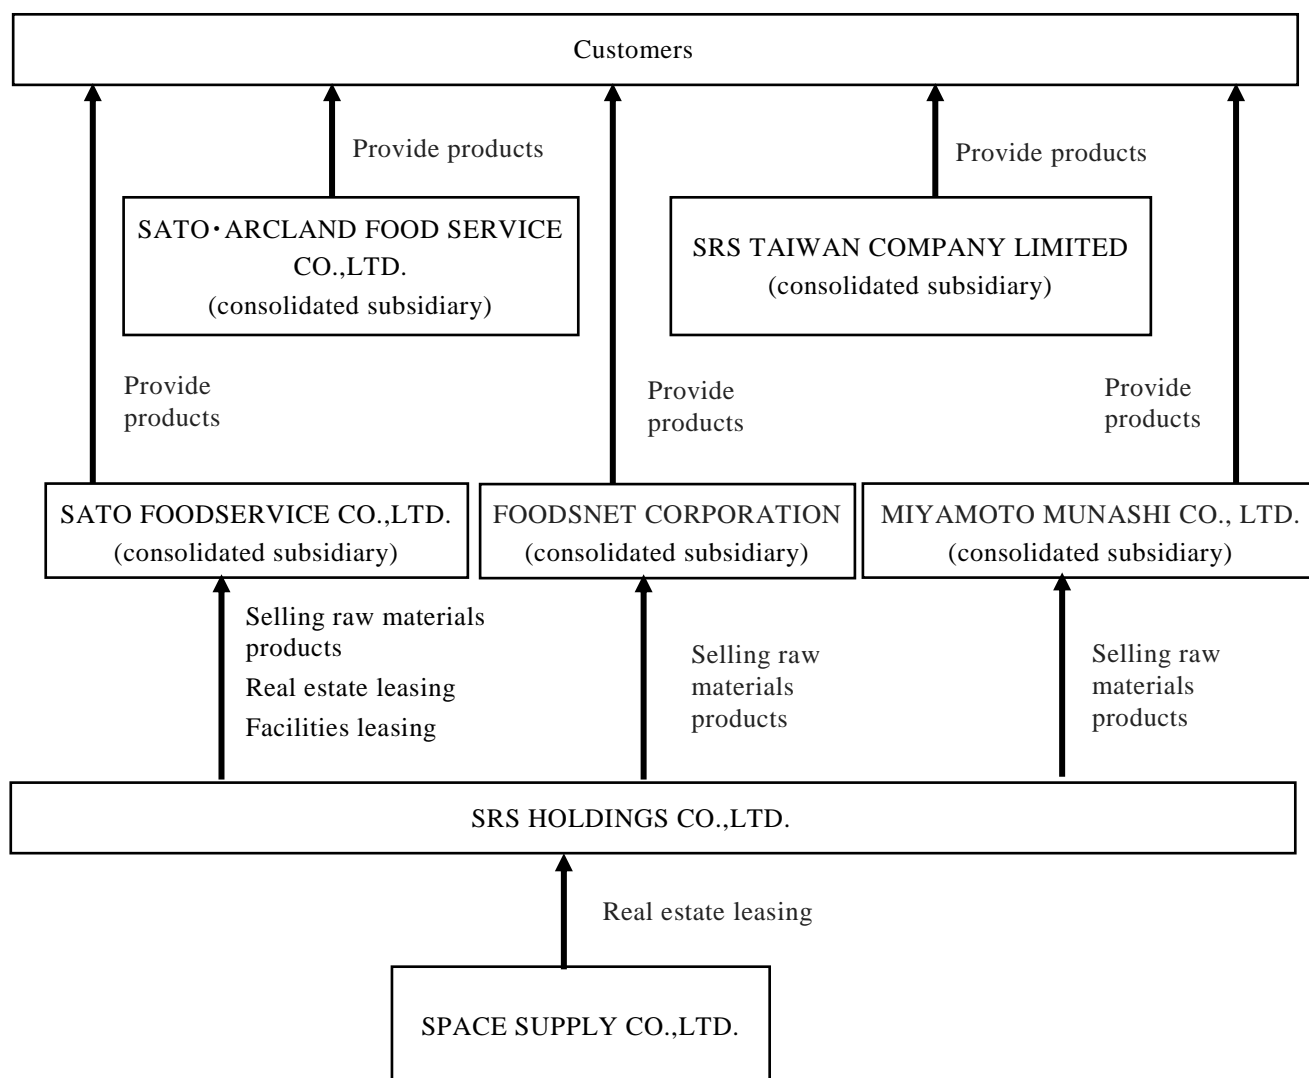 Customers
Provide products
Provide products
SATO・ARCLAND FOOD SERVICE
CO.,LTD.
(consolidated subsidiary)
SRS TAIWAN COMPANY LIMITED
(consolidated subsidiary)
Provide
products
Provide
products
Provide
products
SATO FOODSERVICE CO.,LTD.
(consolidated subsidiary)
FOODSNET CORPORATION
(consolidated subsidiary)
MIYAMOTO MUNASHI CO., LTD.
(consolidated subsidiary)
Selling raw materials
products
Real estate leasing
Facilities leasing
Selling raw
materials
products
Selling raw
materials
products
SRS HOLDINGS CO.,LTD.
Real estate leasing
SPACE SUPPLY CO.,LTD.